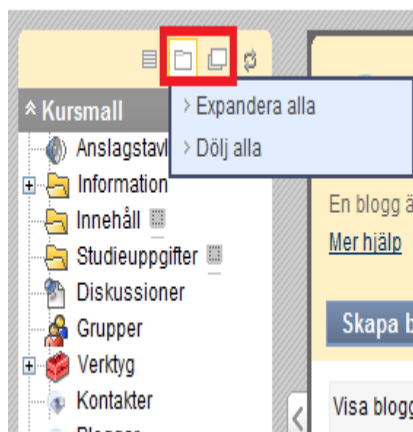 Kursmall
> Expandera alla
> Dölj alla
Anslagstavl
Information
Innehåll
Studieuppgifter
Diskussioner
Grupper
Verktyg
Kontakter
Bloggar
En blogg ä
Mer hjälp
Skapa b
Visa blogg